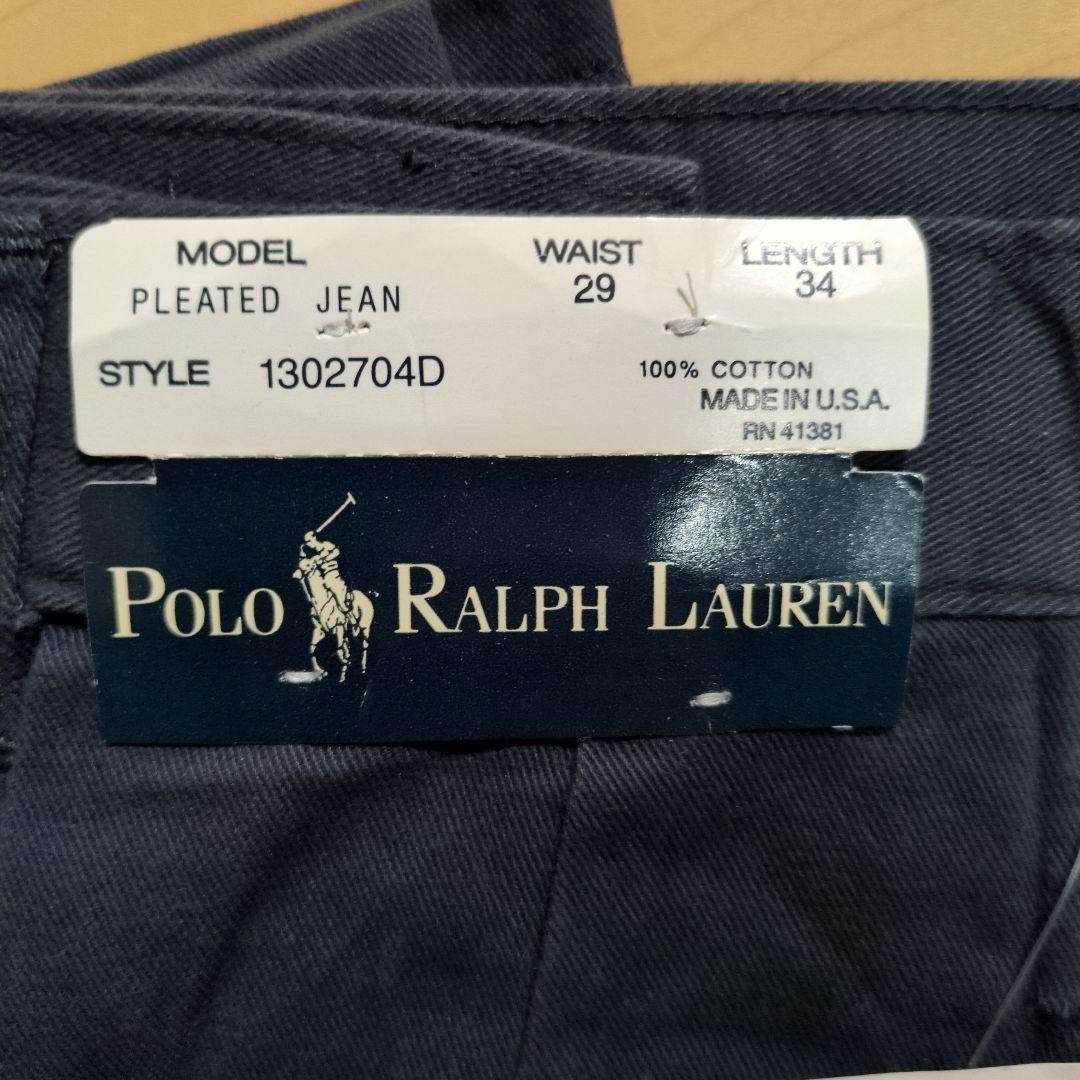 MODEL WAIST LENGTH
PLEATED JEAN 29 34
STYLE 1302704D 100% COTTON
MADE IN U.S.A.
RN 41381
POLO RALPH LAUREN